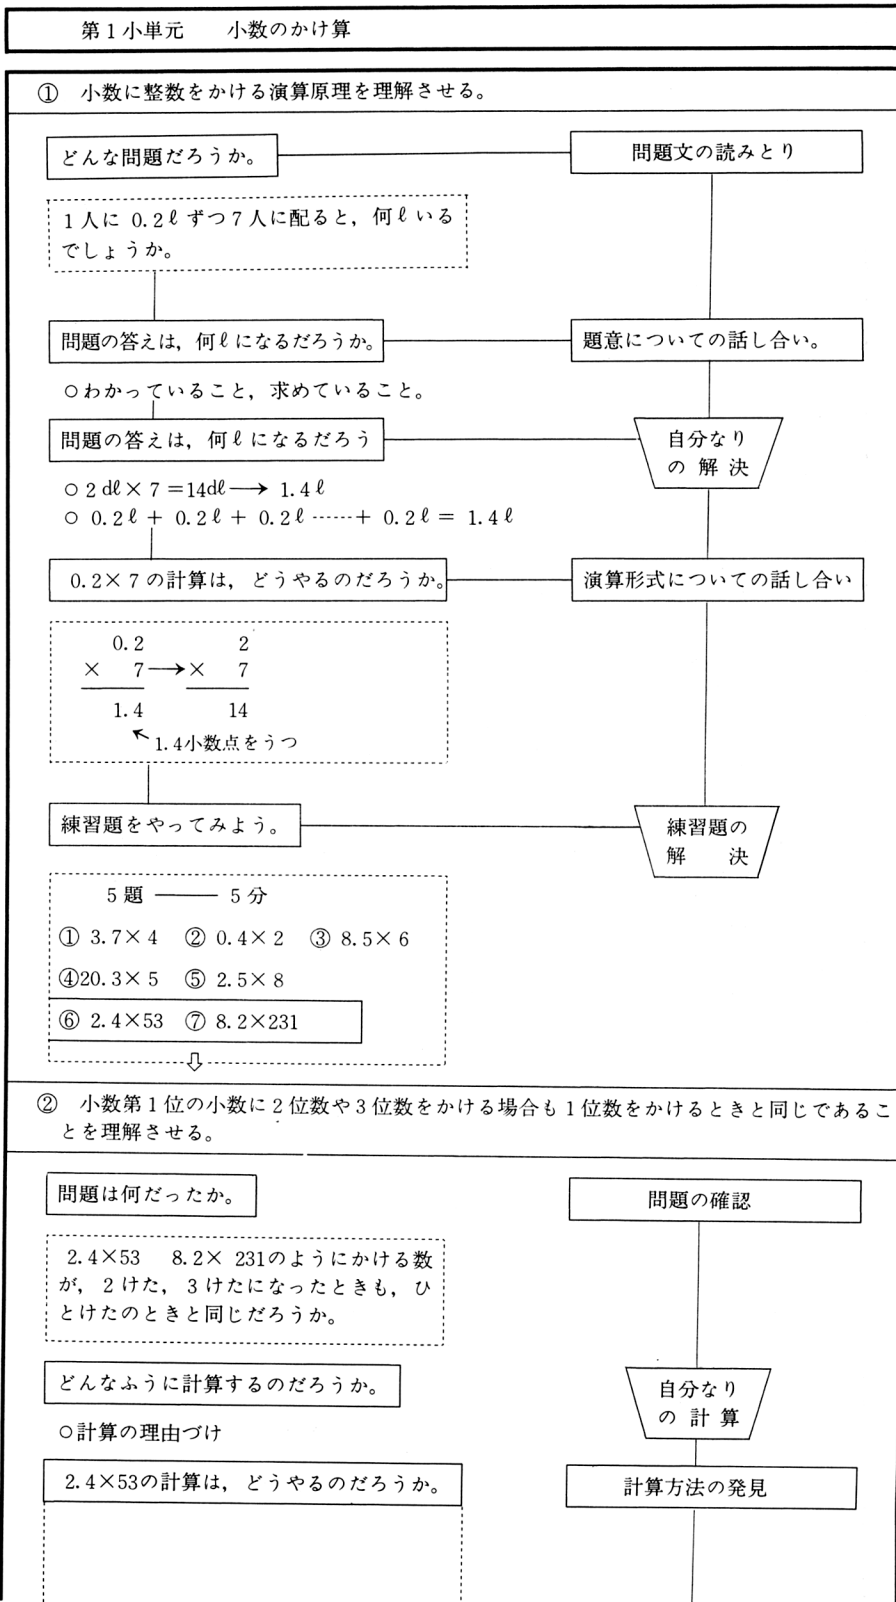 第1小単元　　小数のかけ算
①　小数に整数をかける演算原理を理解させる。
どんな問題だろうか。
問題文の読みとり
1人に 0.2ℓ ずつ7人に配ると，何ℓ いる
でしょうか。
問題の答えは，何ℓ になるだろうか。
題意についての話し合い。
○わかっていること，求めていること。
問題の答えは，何ℓ になるだろう
自分なり
の 解 決
○ 2 dℓ × 7 ＝14dℓ ⟶ 1.4ℓ
○ 0.2ℓ ＋ 0.2ℓ ＋ 0.2ℓ ……＋ 0.2ℓ ＝ 1.4ℓ
0.2×7の計算は，どうやるのだろうか。
演算形式についての話し合い
0.2　　2
×　7⟶×　7
1.4　　14
↖ 1.4小数点をうつ
練習題をやってみよう。
練習題の
解　　決
5題 ―― 5分
① 3.7×4　② 0.4×2　③ 8.5×6
④20.3×5　⑤ 2.5×8
⑥ 2.4×53　⑦ 8.2×231
⇩
②　小数第1位の小数に2位数や3位数をかける場合も1位数をかけるときと同じであるこ
とを理解させる。
問題は何だったか。
問題の確認
2.4×53　8.2× 231のようにかける数
が，2けた，3けたになったときも，ひ
とけたのときと同じだろうか。
どんなふうに計算するのだろうか。
自分なり
の 計 算
○計算の理由づけ
2.4×53の計算は，どうやるのだろうか。
計算方法の発見